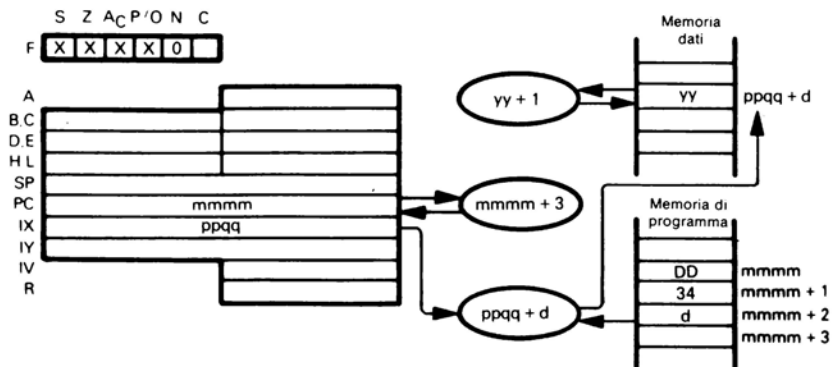 S Z AC P/O N C
F X X X X 0
A
B.C
D.E
H L
SP
PC mmmm
IX ppqq
IY
IV
R
yy + 1
mmmm + 3
ppqq + d
Memoria
dati
yy ppqq + d
Memoria di
programma
DD mmmm
34 mmmm + 1
d mmmm + 2
mmmm + 3